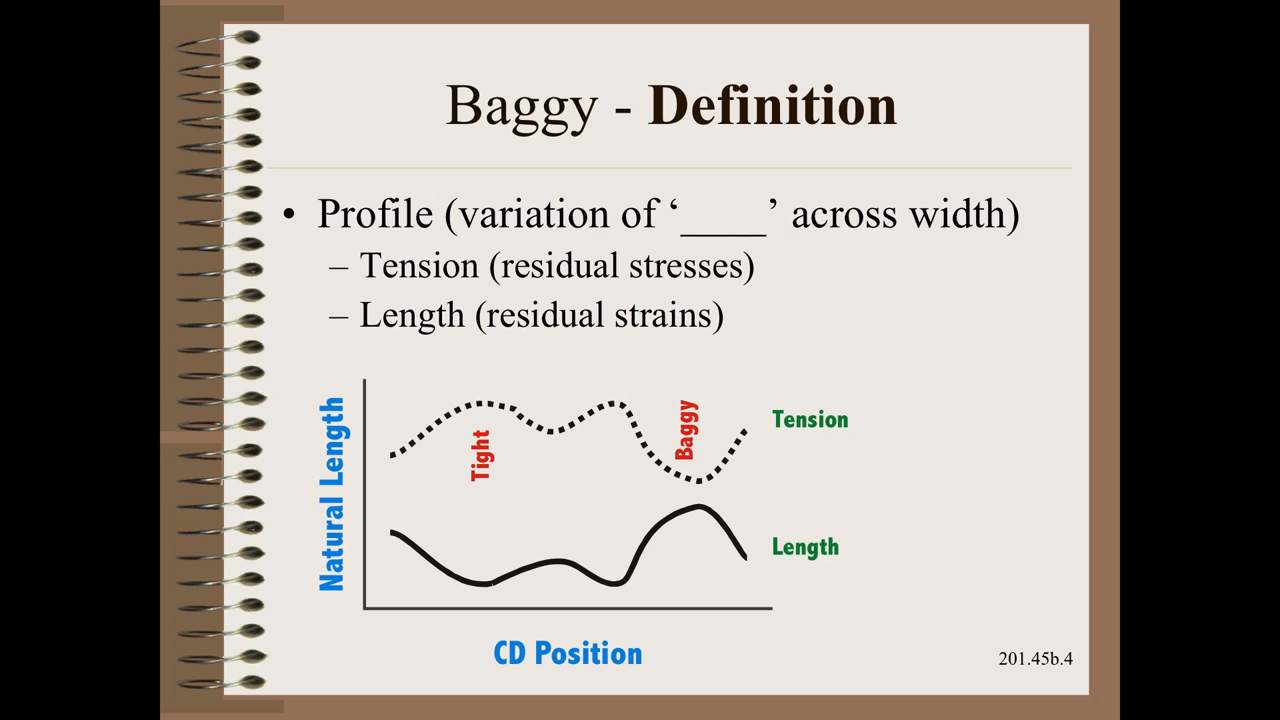 Baggy - Definition
• Profile (variation of ‘____’ across width)
– Tension (residual stresses)
– Length (residual strains)
Natural Length
Tight
Baggy
Tension
Length
CD Position
201.45b.4